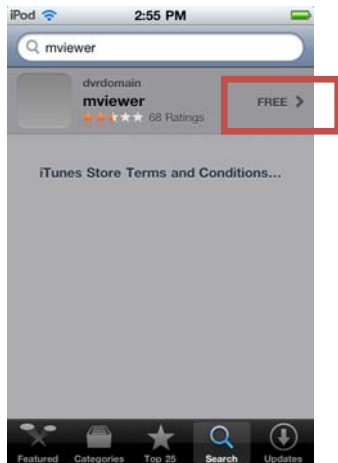 iPod 2:55 PM
mviewer
dvrdomain
mviewer FREE
68 Ratings
iTunes Store Terms and Conditions...
Featured Categories Top 25 Search Updates